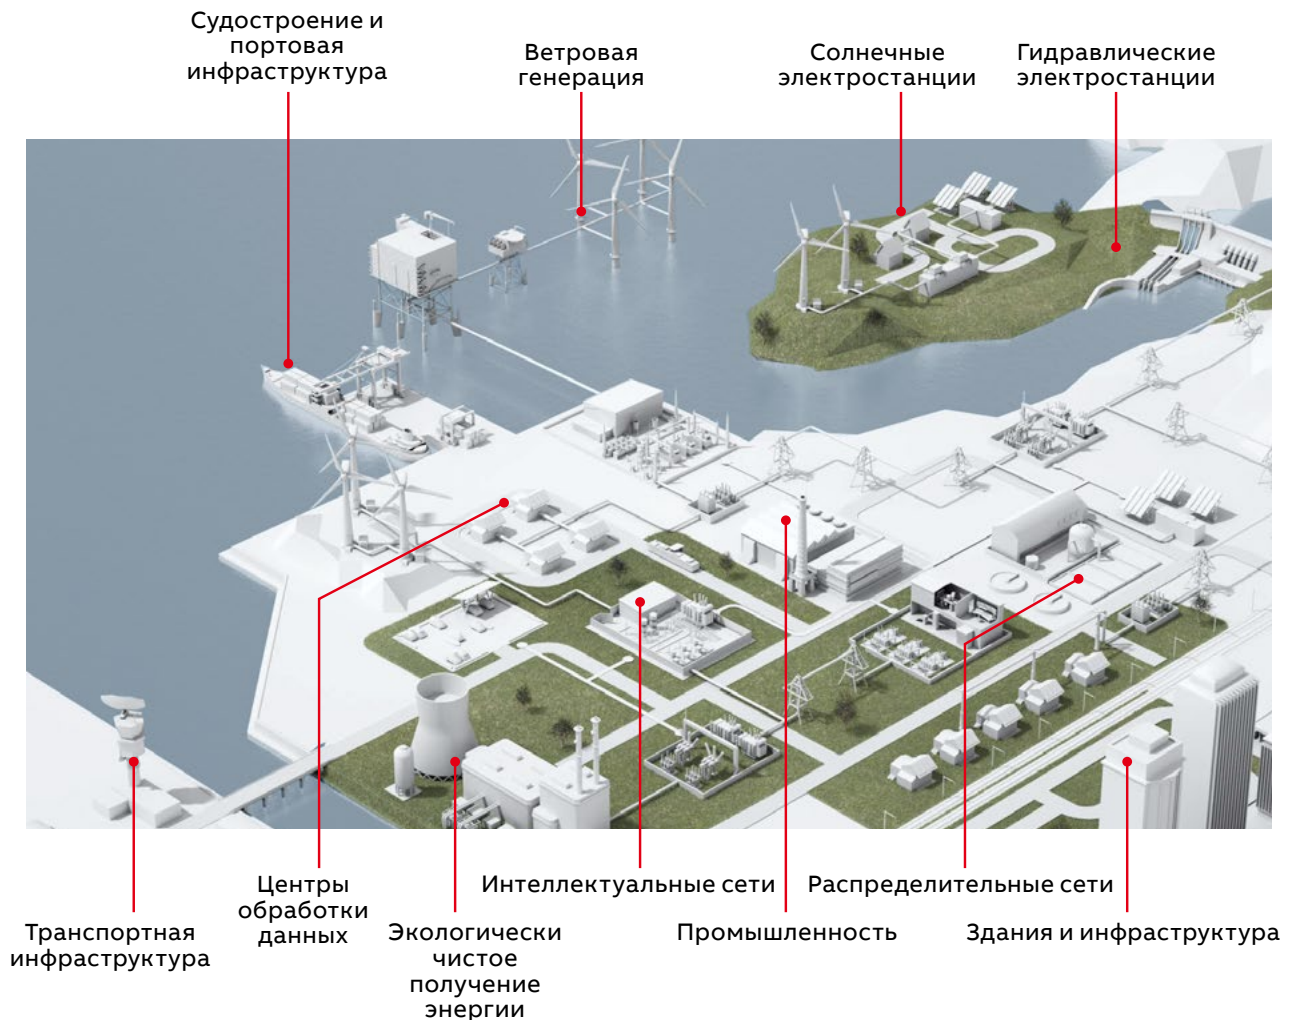 Судостроение и
портовая
инфраструктура
Ветровая
генерация
Солнечные
электростанции
Гидравлические
электростанции
Транспортная
инфраструктура
Центры
обработки
данных
Экологически
чистое
получение
энергии
Интеллектуальные сети
Промышленность
Распределительные сети
Здания и инфраструктура